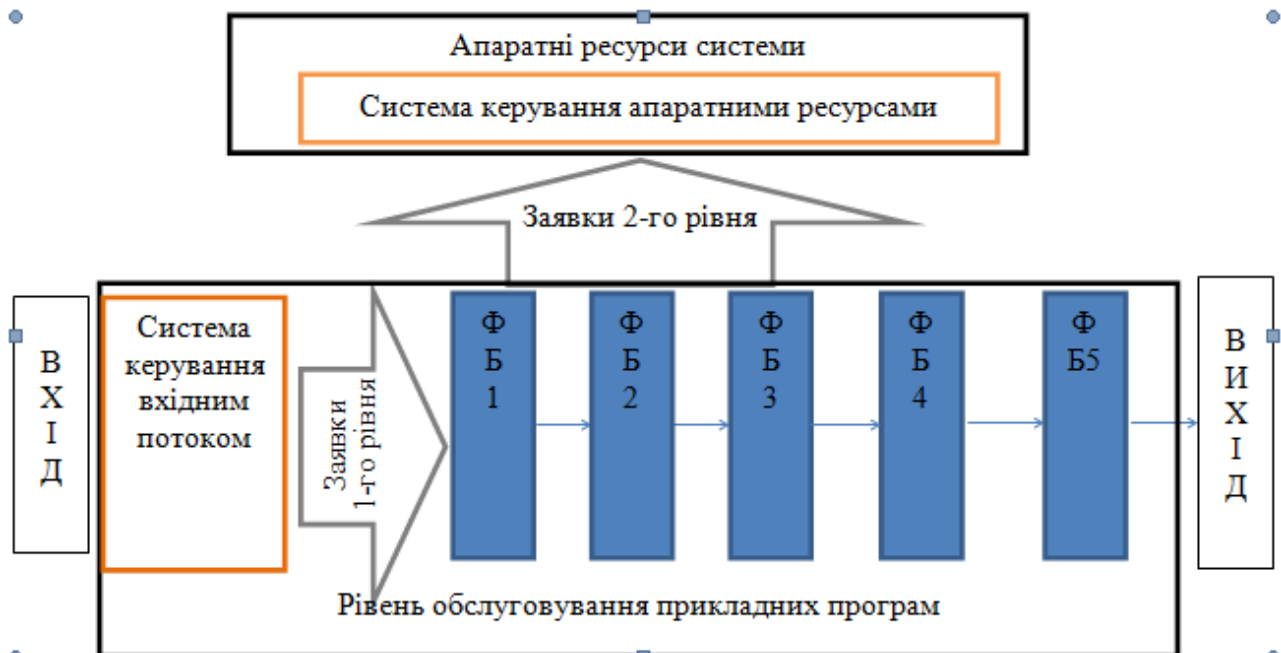 Апаратні ресурси системи
Система керування апаратними ресурсами
Заявки 2-го рівня
В
Х
І
Д
Система
керування
вхідним
потоком
Заявки
1-го рівня
Ф
Б
1
Ф
Б
2
Ф
Б
3
Ф
Б
4
Ф
Б5
В
И
Х
І
Д
Рівень обслуговування прикладних програм